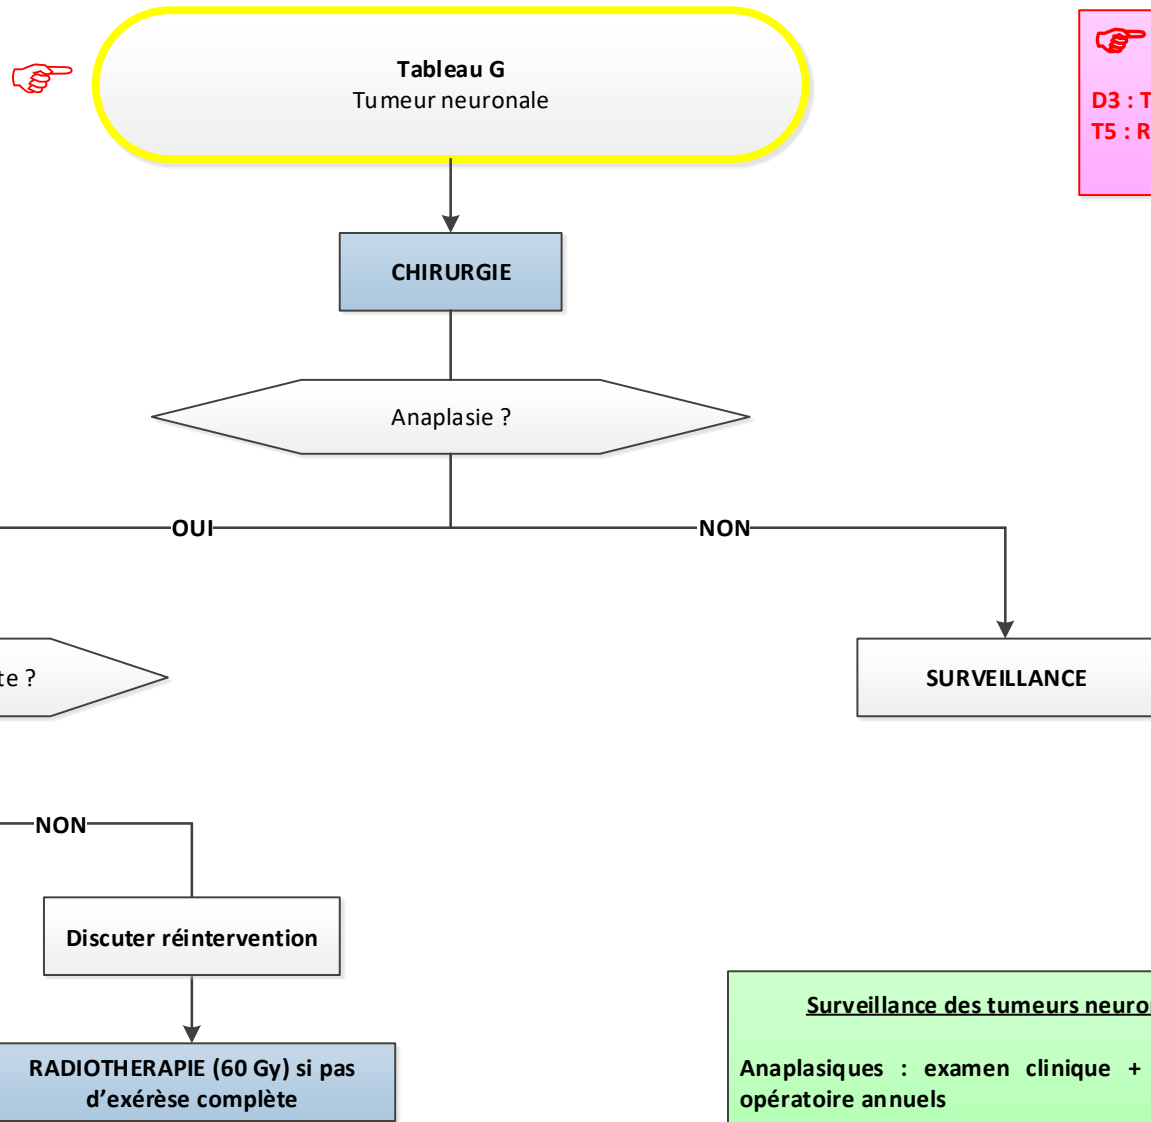 Tableau G
Tumeur neuronale
D3 : T
T5 : R
CHIRURGIE
Anaplasie ?
OUI
NON
te ?
SURVEILLANCE
NON
Discuter réintervention
RADIOTHERAPIE (60 Gy) si pas
d’exérèse complète
Surveillance des tumeurs neuro
Anaplasiques : examen clinique +
opératoire annuels